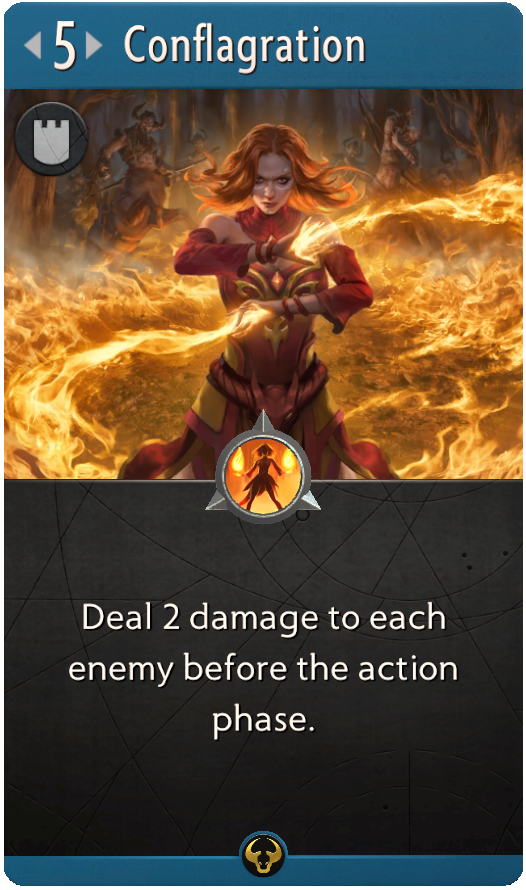 5 Conflagration
Deal 2 damage to each
enemy before the action
phase.